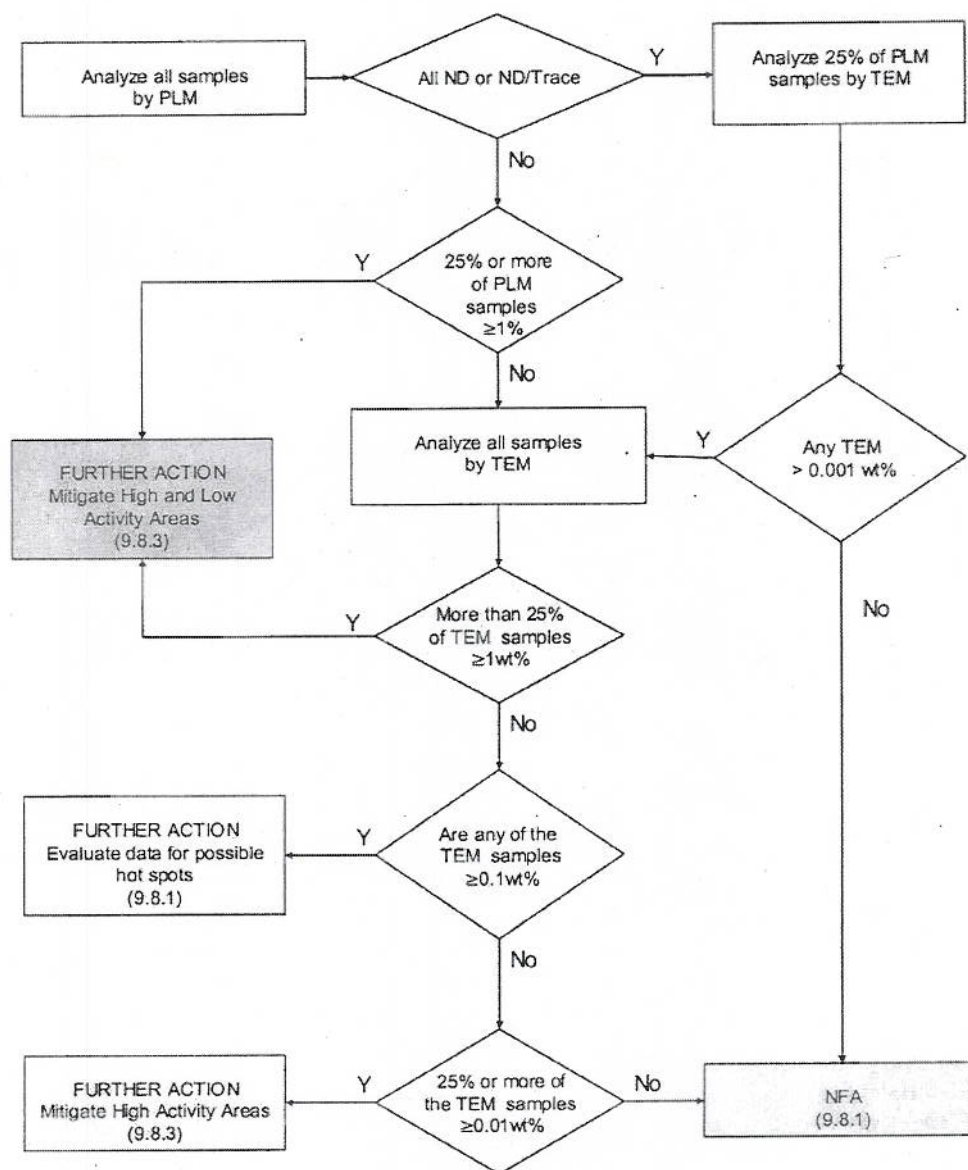 Analyze all samples
by PLM
All ND or ND/Trace
Y
Analyze 25% of PLM
samples by TEM
No
Y
25% or more
of PLM
samples
≥1%
No
Analyze all samples
by TEM
Y
Any TEM
> 0.001 wt%
FURTHER ACTION
Mitigate High and Low
Activity Areas
(9.8.3)
Y
More than 25%
of TEM samples
≥1wt%
No
No
FURTHER ACTION
Evaluate data for possible
hot spots
(9.8.1)
Y
Are any of the
TEM samples
≥0.1wt%
No
FURTHER ACTION
Mitigate High Activity Areas
(9.8.3)
Y
25% or more of
the TEM samples
≥0.01wt%
No
NFA
(9.8.1)